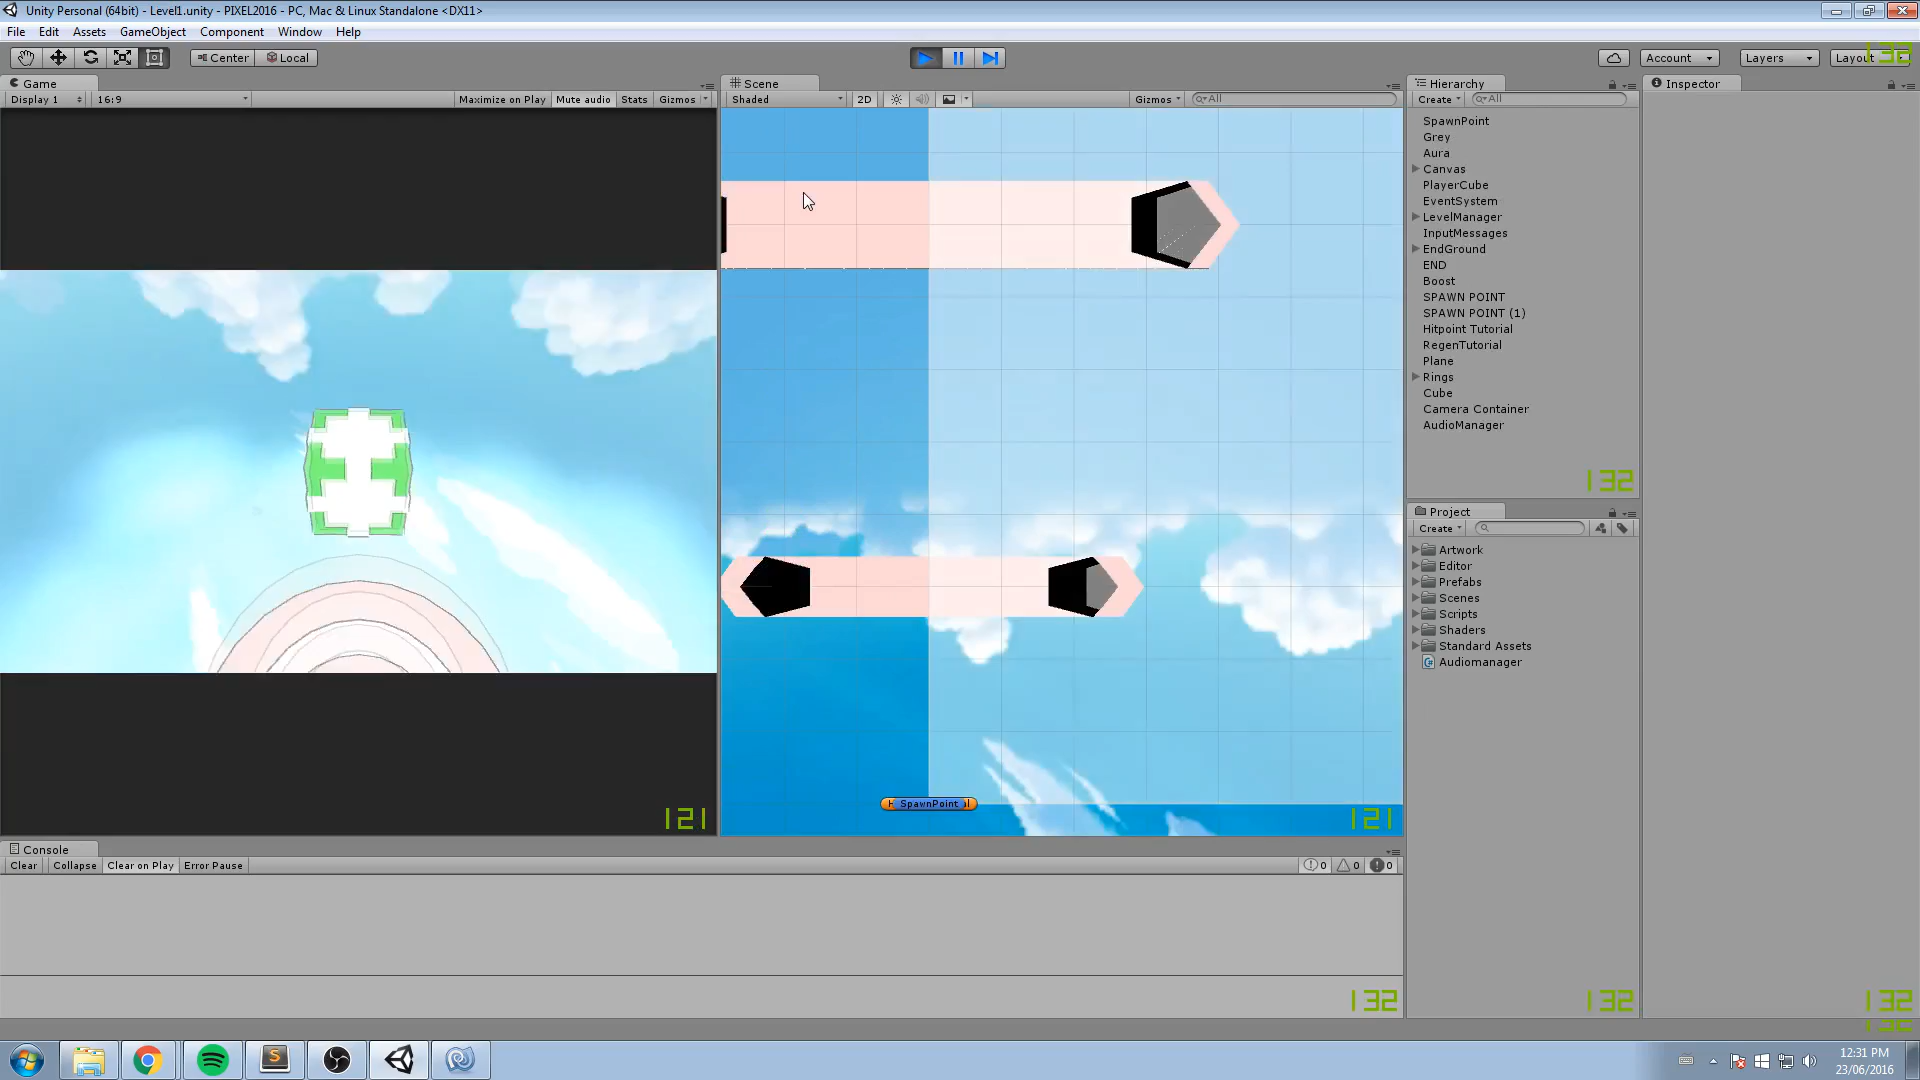 Unity Personal (64bit) - Level1.unity - PIXEL2016 - PC, Mac & Linux Standalone <DX11>
File Edit Assets GameObject Component Window Help
Center Local
Account Layers Layout
132
Game
Display 1 16:9 Maximize on Play Mute audio Stats Gizmos
Scene
Shaded 2D Gizmos All
Hierarchy
Create All
SpawnPoint
Grey
Aura
Canvas
PlayerCube
EventSystem
LevelManager
InputMessages
EndGround
END
Boost
SPAWN POINT
SPAWN POINT (1)
Hitpoint Tutorial
RegenTutorial
Plane
Rings
Cube
Camera Container
AudioManager
132
Inspector
Project
Create
Artwork
Editor
Prefabs
Scenes
Scripts
Shaders
Standard Assets
Audiomanager
SpawnPoint
121
121
Console
Clear Collapse Clear on Play Error Pause 0 0 0
132
132
132
132
12:31 PM
23/06/2016